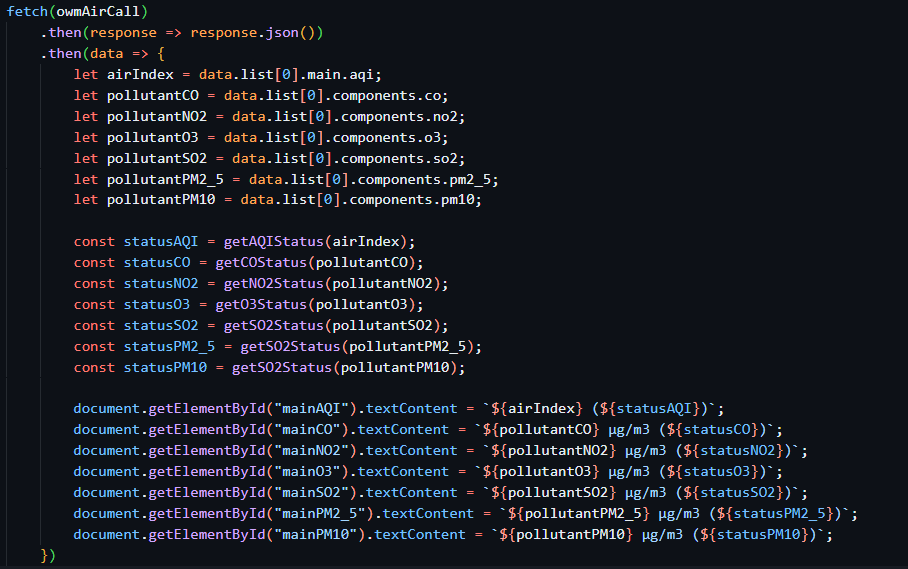 fetch(owmAirCall)
    .then(response => response.json())
    .then(data => {
        let airIndex = data.list[0].main.aqi;
        let pollutantCO = data.list[0].components.co;
        let pollutantNO2 = data.list[0].components.no2;
        let pollutantO3 = data.list[0].components.o3;
        let pollutantSO2 = data.list[0].components.so2;
        let pollutantPM2_5 = data.list[0].components.pm2_5;
        let pollutantPM10 = data.list[0].components.pm10;

        const statusAQI = getAQIStatus(airIndex);
        const statusCO = getCOStatus(pollutantCO);
        const statusNO2 = getNO2Status(pollutantNO2);
        const statusO3 = getO3Status(pollutantO3);
        const statusSO2 = getSO2Status(pollutantSO2);
        const statusPM2_5 = getSO2Status(pollutantPM2_5);
        const statusPM10 = getSO2Status(pollutantPM10);

        document.getElementById("mainAQI").textContent = `${airIndex} (${statusAQI})`;
        document.getElementById("mainCO").textContent = `${pollutantCO} µg/m3 (${statusCO})`;
        document.getElementById("mainNO2").textContent = `${pollutantNO2} µg/m3 (${statusNO2})`;
        document.getElementById("mainO3").textContent = `${pollutantO3} µg/m3 (${statusO3})`;
        document.getElementById("mainSO2").textContent = `${pollutantSO2} µg/m3 (${statusSO2})`;
        document.getElementById("mainPM2_5").textContent = `${pollutantPM2_5} µg/m3 (${statusPM2_5})`;
        document.getElementById("mainPM10").textContent = `${pollutantPM10} µg/m3 (${statusPM10})`;
    })